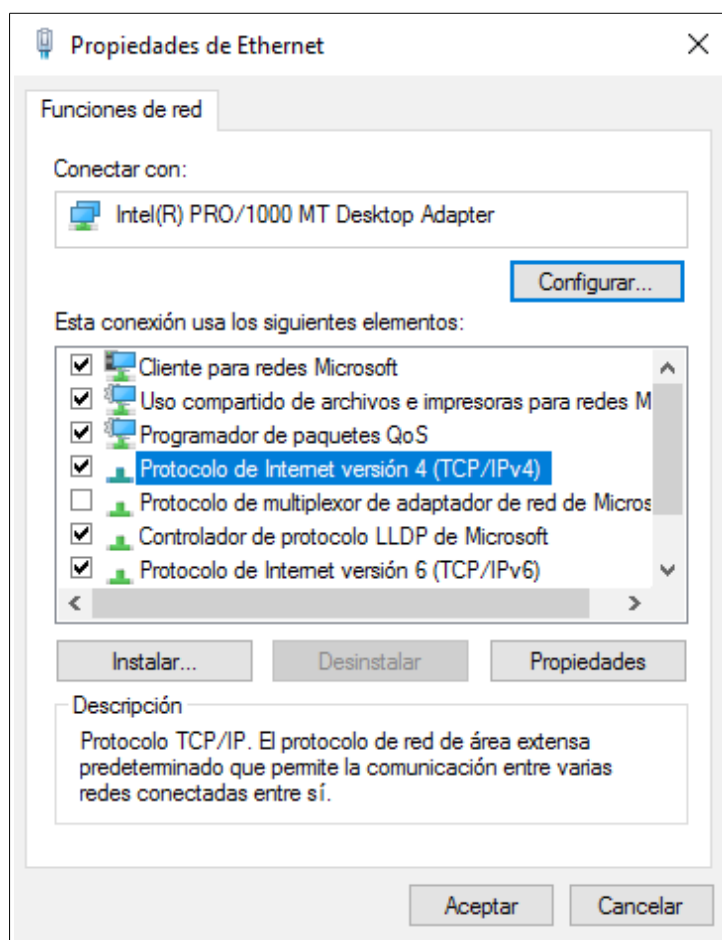 Propiedades de Ethernet
Funciones de red
Conectar con:
Intel(R) PRO/1000 MT Desktop Adapter
Configurar...
Esta conexión usa los siguientes elementos:
Cliente para redes Microsoft
Uso compartido de archivos e impresoras para redes M
Programador de paquetes QoS
Protocolo de Internet versión 4 (TCP/IPv4)
Protocolo de multiplexor de adaptador de red de Micros
Controlador de protocolo LLDP de Microsoft
Protocolo de Internet versión 6 (TCP/IPv6)
Instalar... Desinstalar Propiedades
Descripción
Protocolo TCP/IP. El protocolo de red de área extensa
predeterminado que permite la comunicación entre varias
redes conectadas entre sí.
Aceptar Cancelar